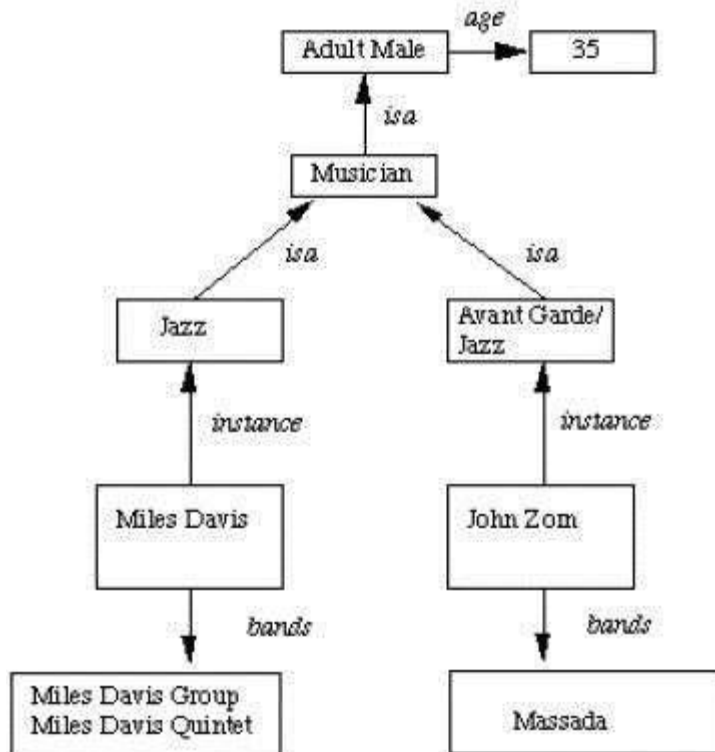 age
Adult Male
35
isa
Musician
isa
isa
Jazz
Avant Garde/
Jazz
instance
instance
Miles Davis
John Zorn
bands
bands
Miles Davis Group
Miles Davis Quintet
Massada